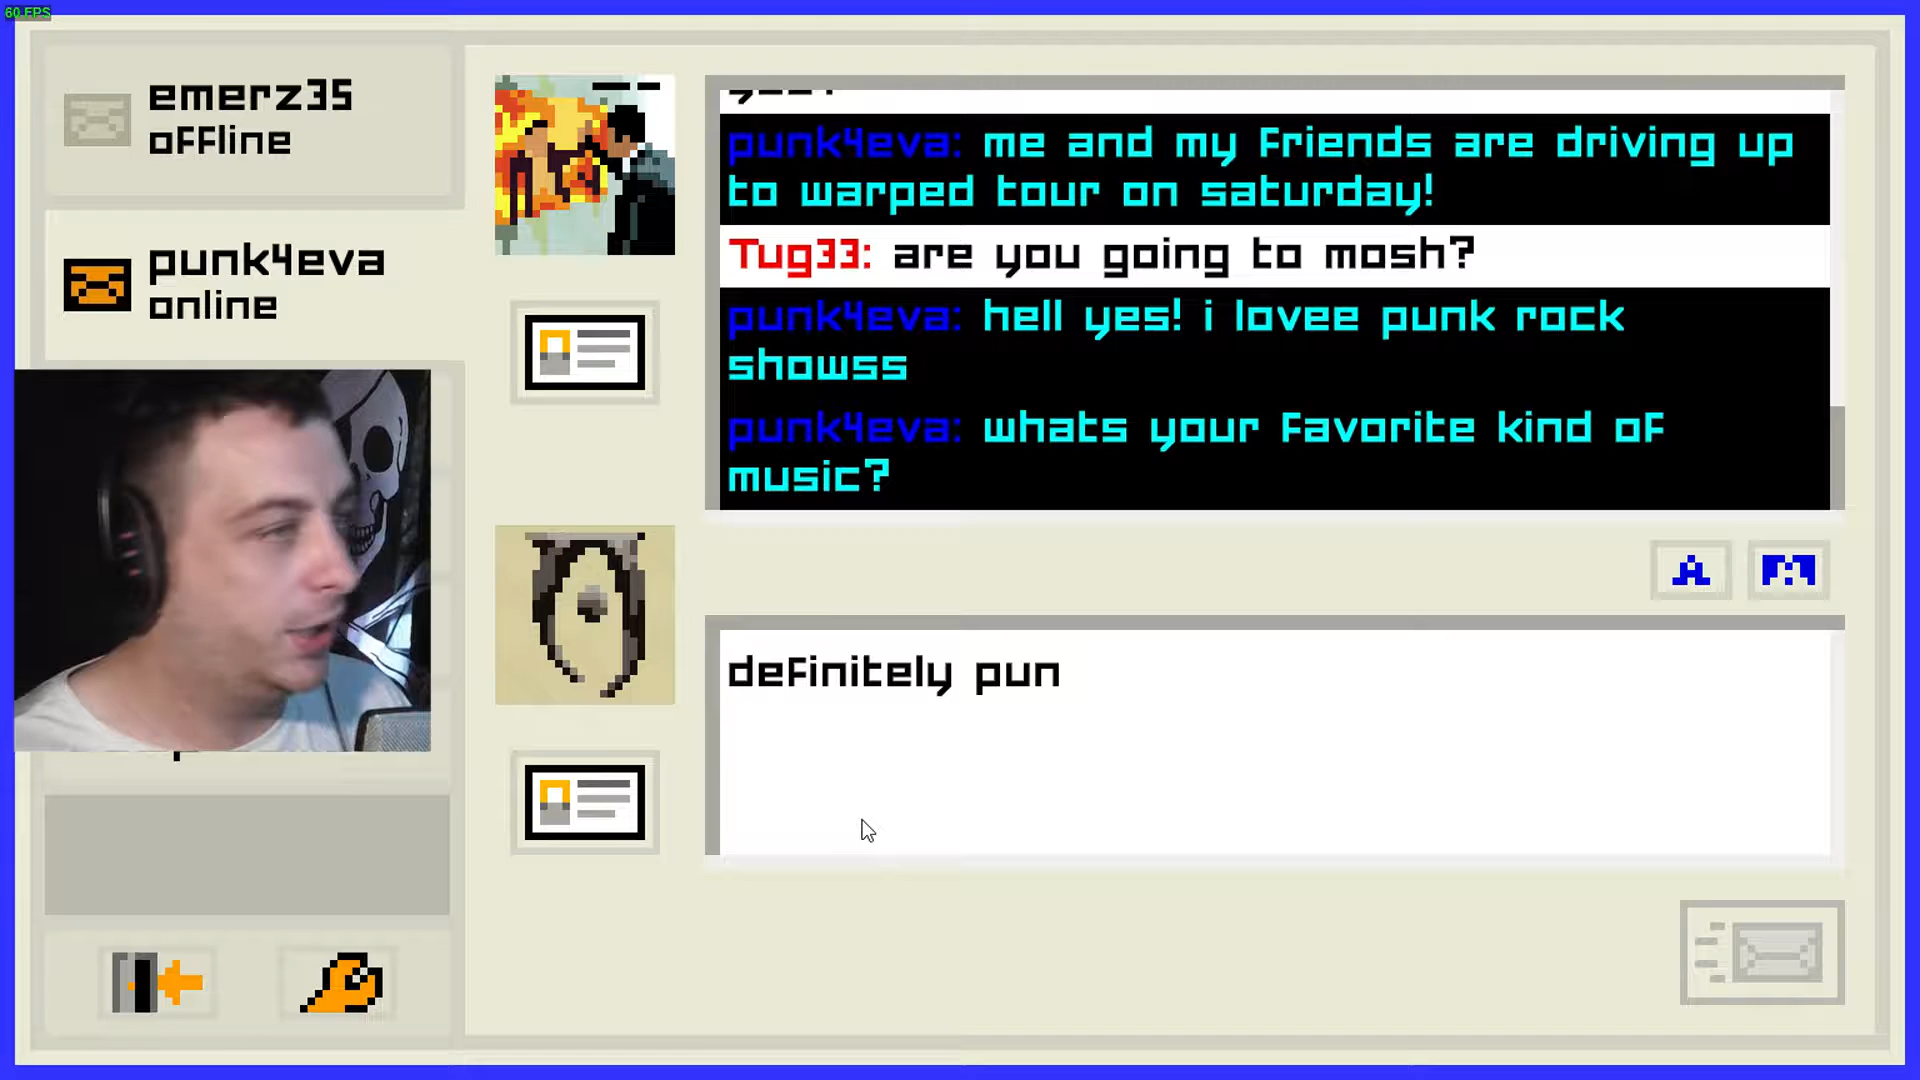 60 FPS
emerz35
offline
punk4eva
online
punk4eva: me and my friends are driving up
to warped tour on saturday!
Tug33: are you going to mosh?
punk4eva: hell yes! i lovee punk rock
showss
punk4eva: whats your favorite kind of
music?
A
definitely pun